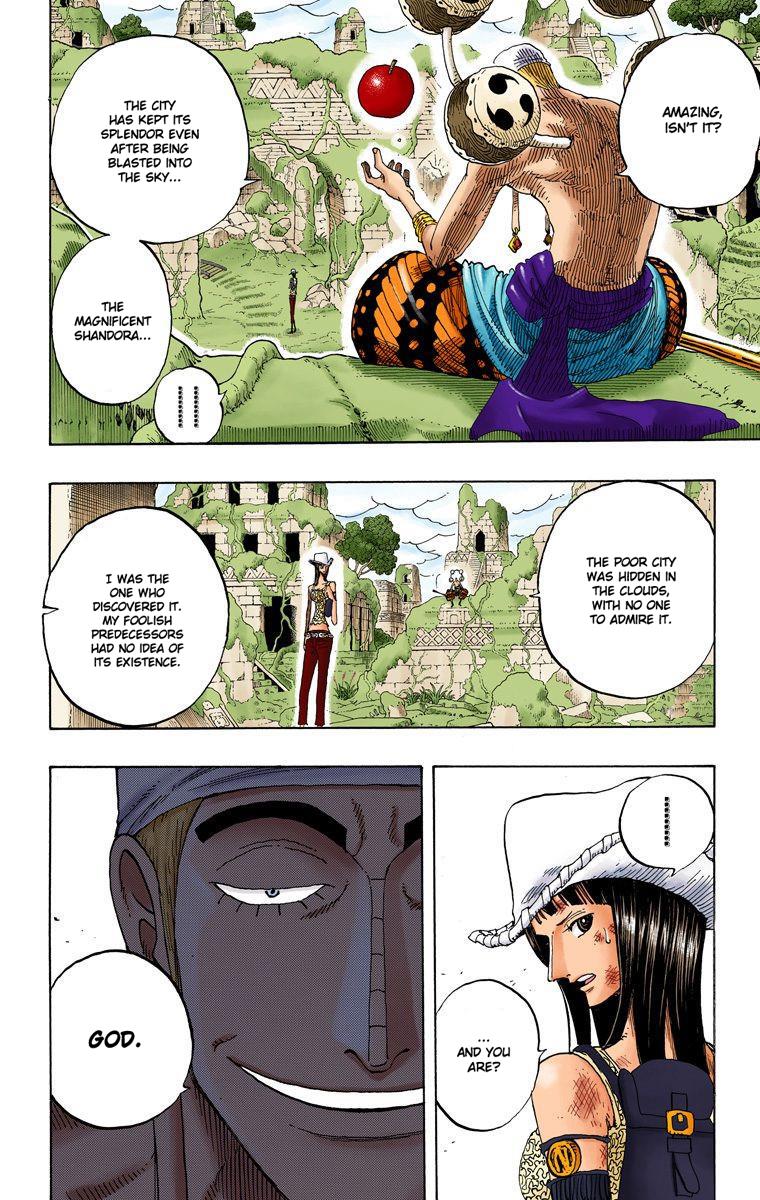 AMAZING,
ISN'T IT?
THE CITY
HAS KEPT ITS
SPLENDOR EVEN
AFTER BEING
BLASTED INTO
THE SKY...
THE
MAGNIFICENT
SHANDORA...
THE POOR CITY
WAS HIDDEN IN
THE CLOUDS,
WITH NO ONE
TO ADMIRE IT.
I WAS THE
ONE WHO
DISCOVERED IT.
MY FOOLISH
PREDECESSORS
HAD NO IDEA OF
ITS EXISTENCE.
...
AND YOU
ARE?
GOD.